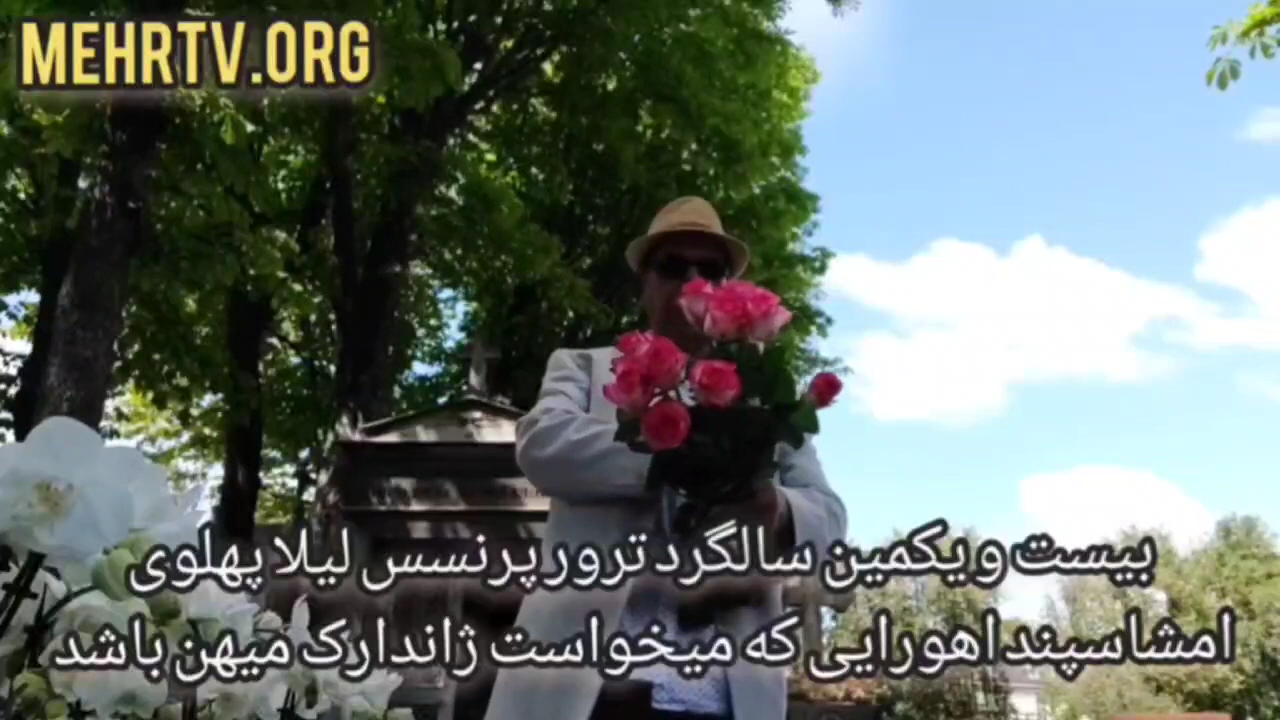 MEHRTV.ORG
بیست و یکمین سالگرد ترور پرنسس لیلا پهلوی
امشاسپند اهورایی که میخواست ژاندارک میهن باشد